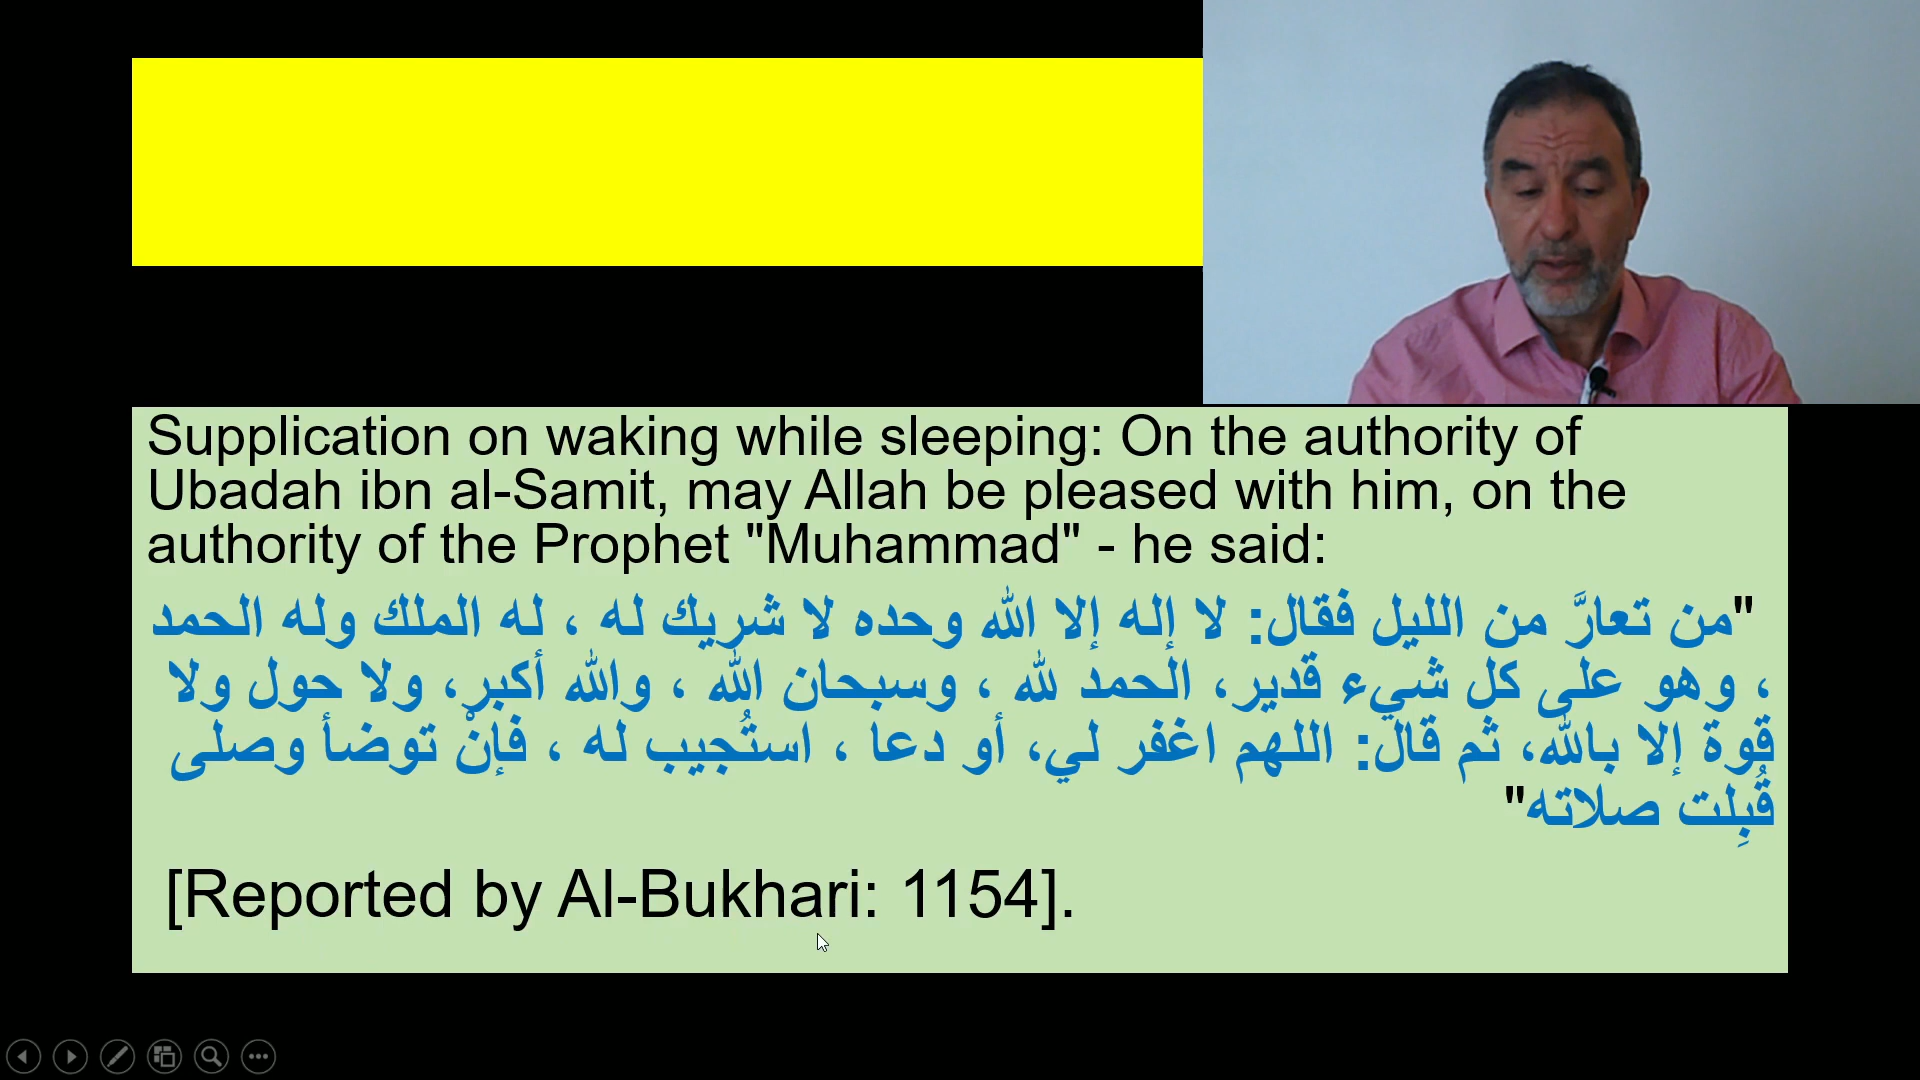 Supplication on waking while sleeping: On the authority of
Ubadah ibn al-Samit, may Allah be pleased with him, on the
authority of the Prophet "Muhammad" - he said:
"من تعارَّ من الليل فقال: لا إله إلا الله وحده لا شريك له ، له الملك وله الحمد
، وهو على كل شيء قدير، الحمد لله ، وسبحان الله ، والله أكبر، ولا حول ولا
قوة إلا بالله، ثم قال: اللهم اغفر لي، أو دعا ، استُجيب له ، فإنْ توضأ وصلى
قُبِلت صلاته"
[Reported by Al-Bukhari: 1154].